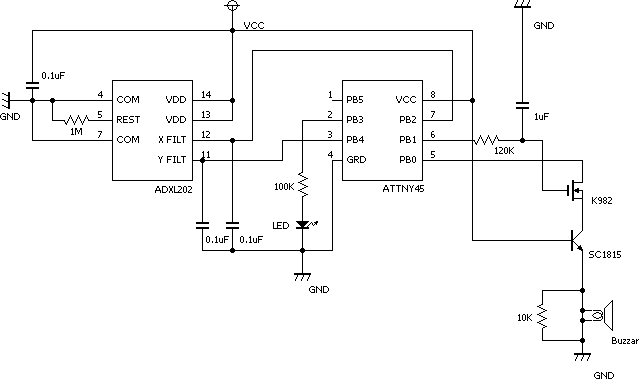 VCC
GND
0.1uF
1uF
GND
4 COM VDD 14
5 REST VDD 13
7 COM X FILT 12
Y FILT 11
1M
ADXL202
1 PB5 VCC 8
2 PB3 PB2 7
3 PB4 PB1 6
4 GRD PB0 5
ATTNY45
120K
100K
K982
LED
0.1uF 0.1uF
SC1815
GND
10K
Buzzar
GND